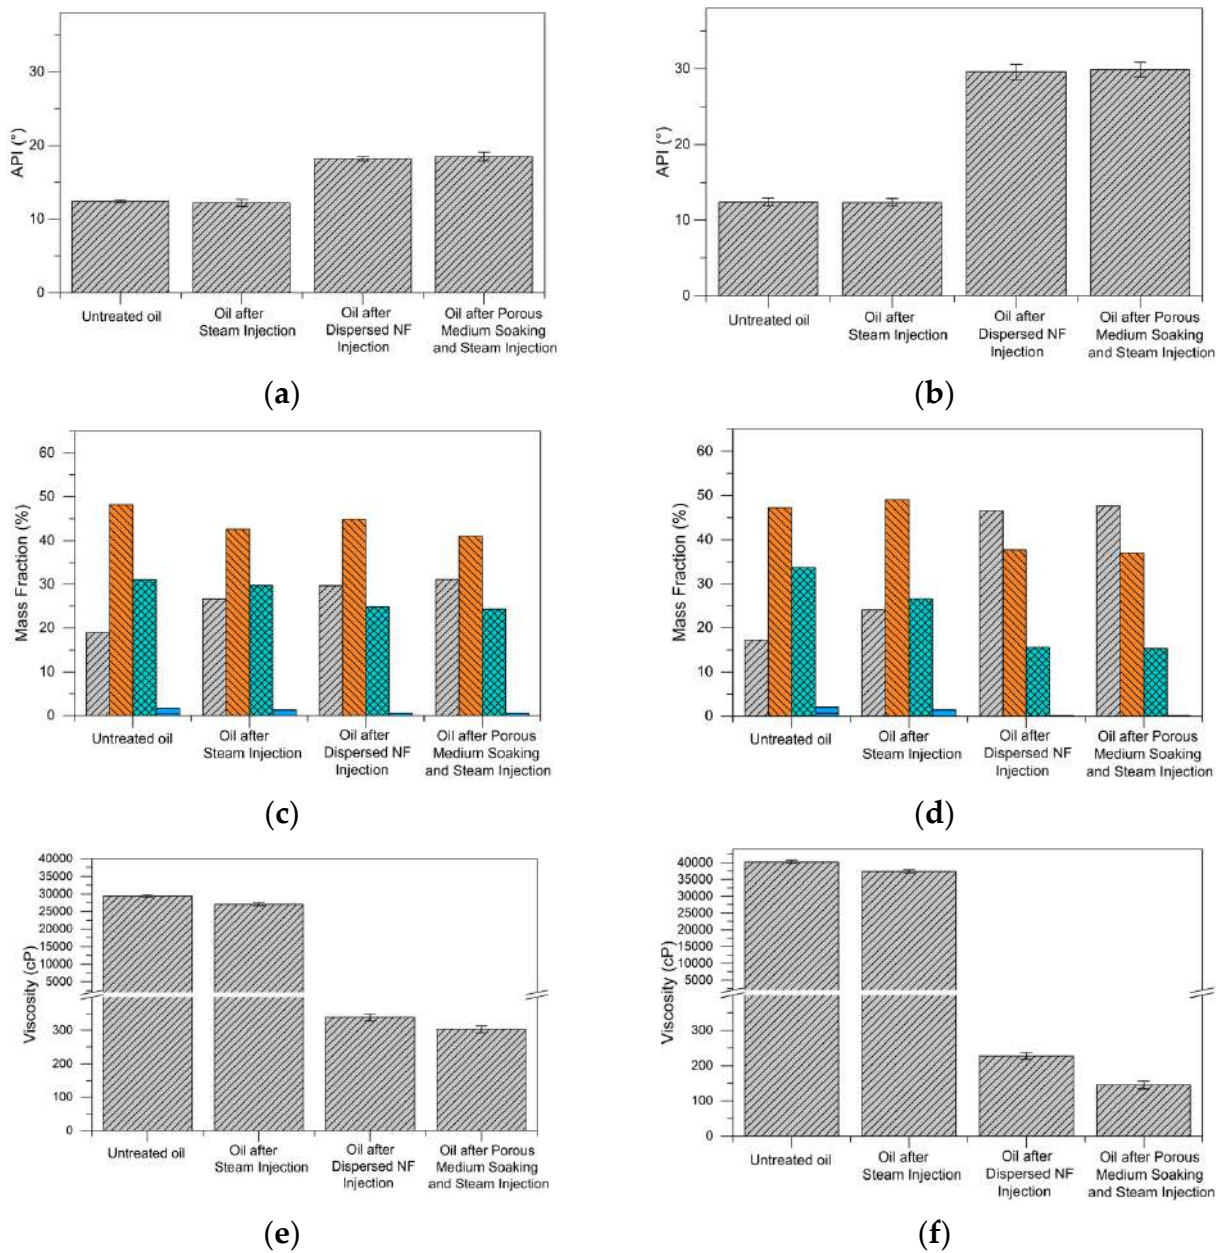 30
20
10
0
API (°)
Untreated oil
Oil after
Steam Injection
Oil after
Dispersed NF
Injection
Oil after Porous
Medium Soaking
and Steam Injection
(a)
30
20
10
0
API (°)
Untreated oil
Oil after
Steam Injection
Oil after
Dispersed NF
Injection
Oil after Porous
Medium Soaking
and Steam Injection
(b)
60
50
40
30
20
10
0
Mass Fraction (%)
Untreated oil
Oil after
Steam Injection
Oil after
Dispersed NF
Injection
Oil after Porous
Medium Soaking
and Steam Injection
(c)
60
50
40
30
20
10
0
Mass Fraction (%)
Untreated oil
Oil after
Steam Injection
Oil after
Dispersed NF
Injection
Oil after Porous
Medium Soaking
and Steam Injection
(d)
40000
35000
30000
25000
20000
15000
10000
5000
300
200
100
0
Viscosity (cP)
Untreated oil
Oil after
Steam Injection
Oil after
Dispersed NF
Injection
Oil after Porous
Medium Soaking
and Steam Injection
(e)
40000
35000
30000
25000
20000
15000
10000
5000
300
200
100
0
Viscosity (cP)
Untreated oil
Oil after
Steam Injection
Oil after
Dispersed NF
Injection
Oil after Porous
Medium Soaking
and Steam Injection
(f)